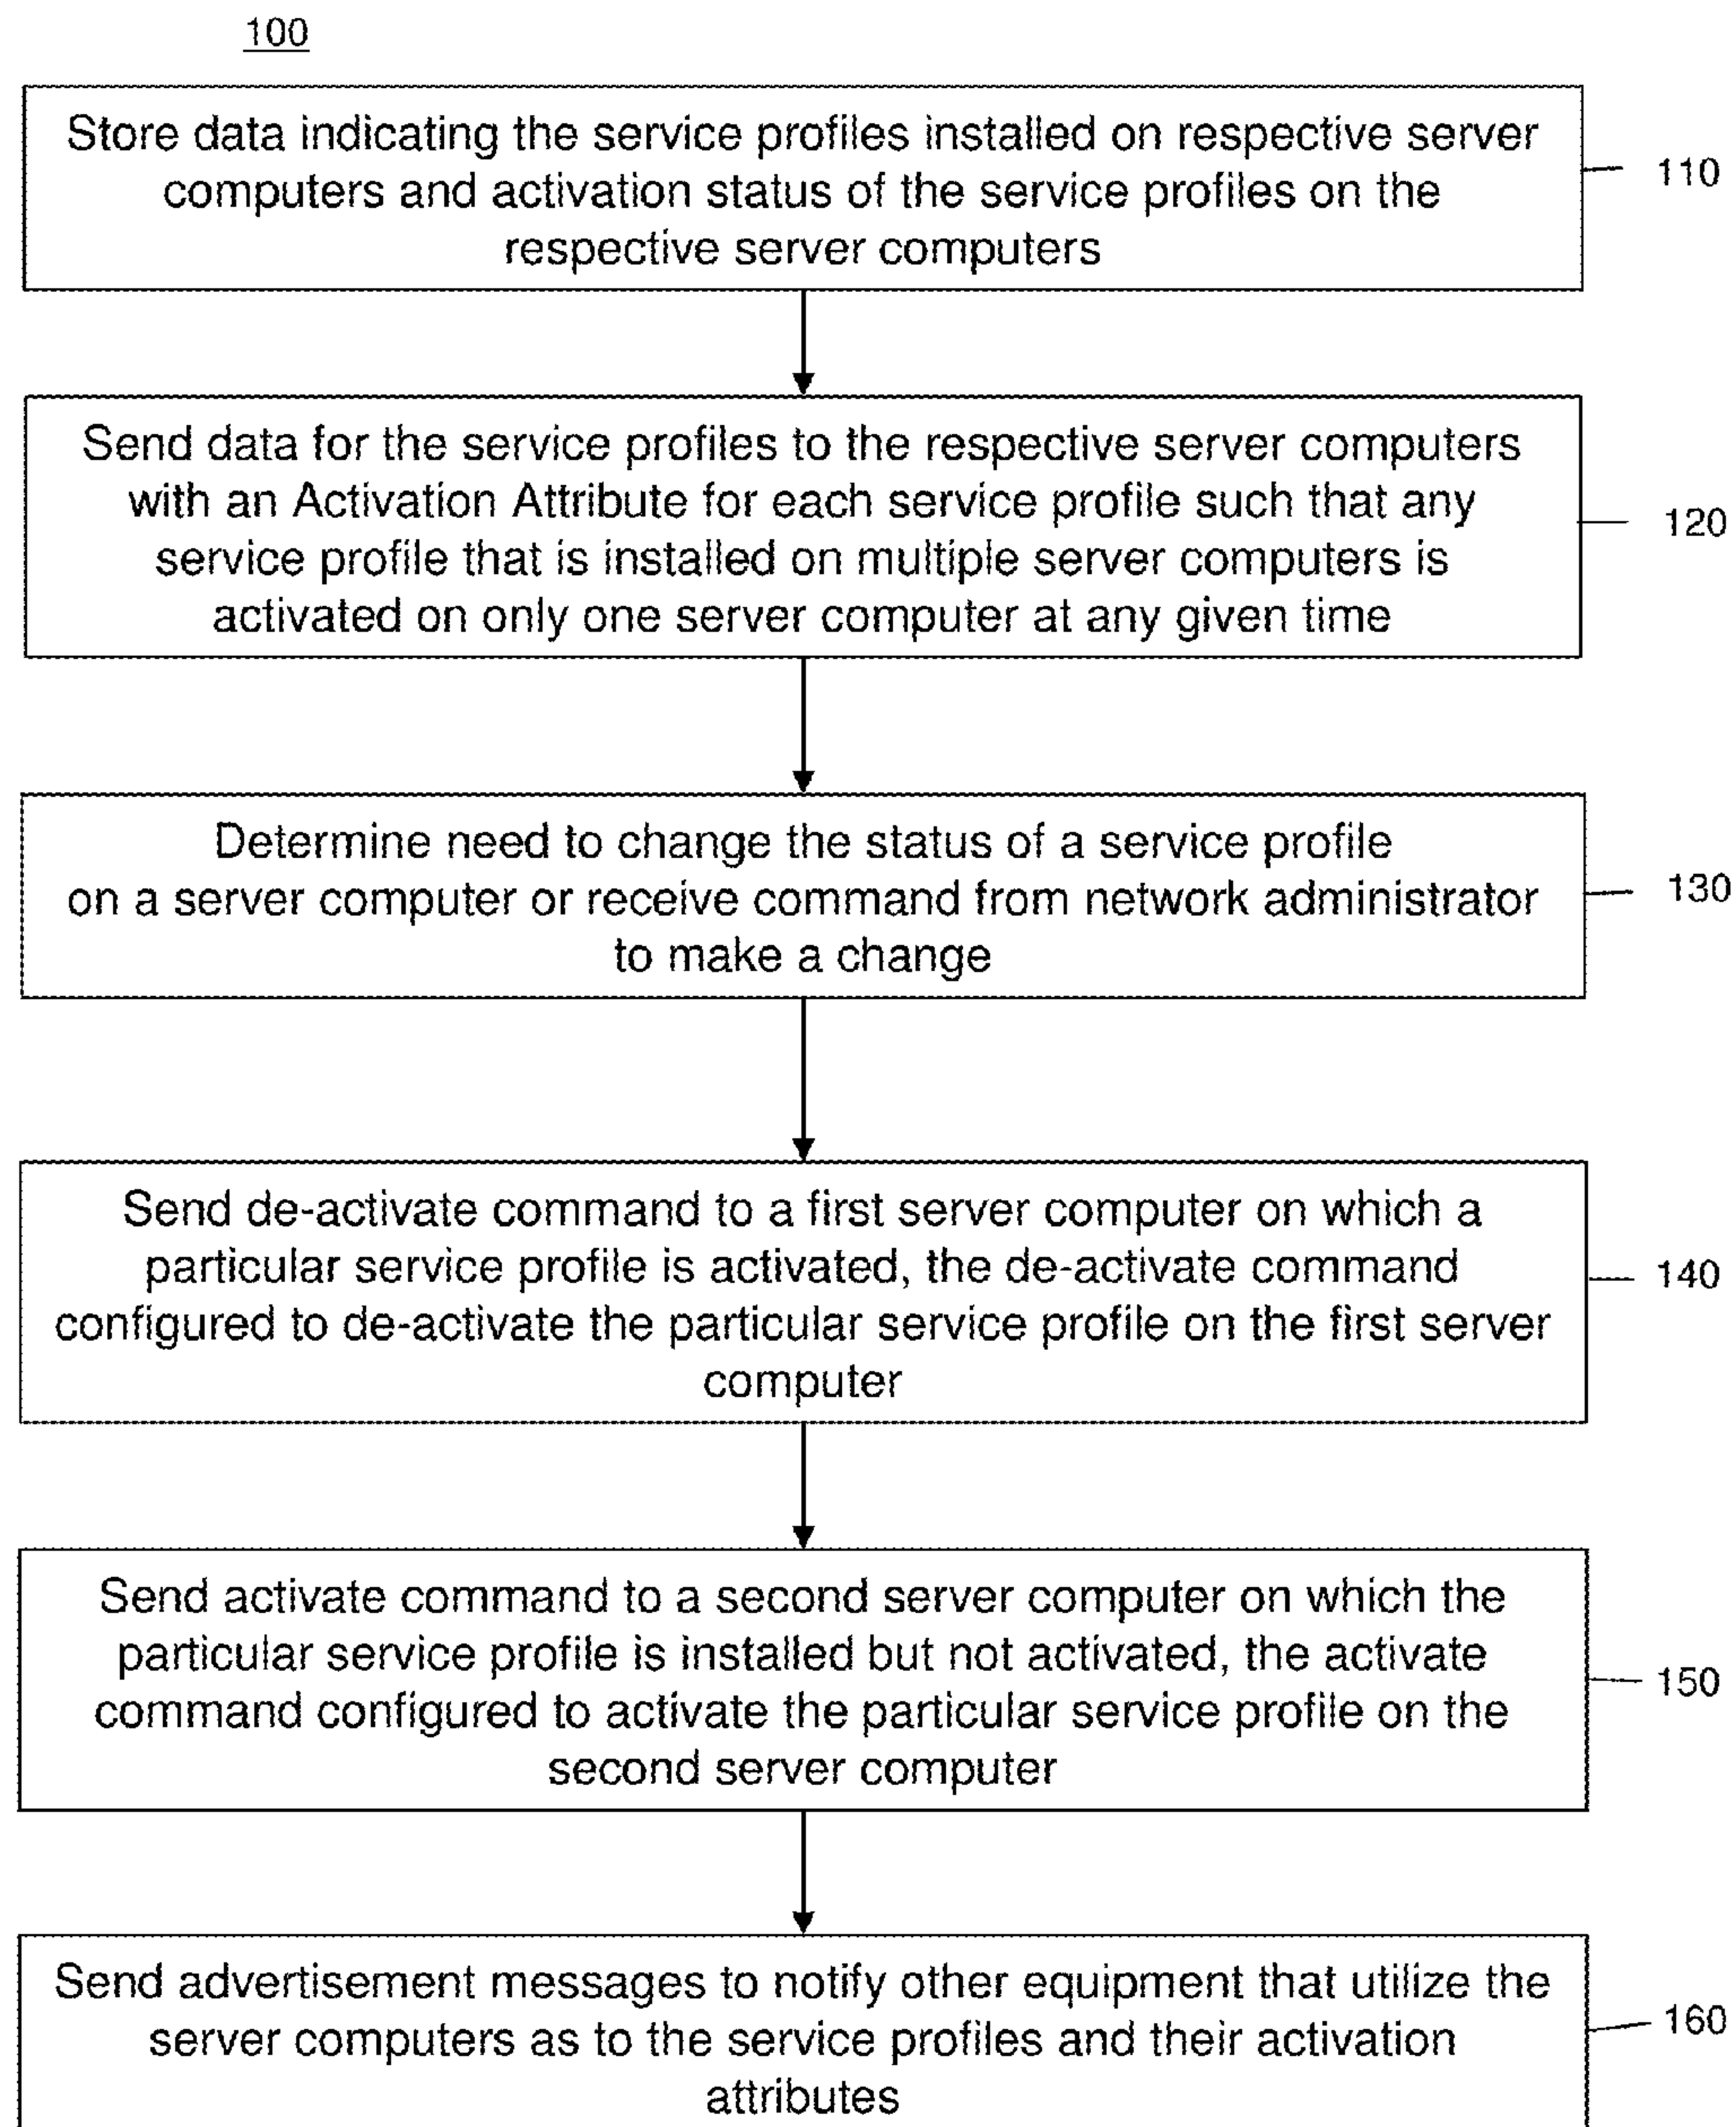 100
Store data indicating the service profiles installed on respective server
computers and activation status of the service profiles on the
respective server computers
110
Send data for the service profiles to the respective server computers
with an Activation Attribute for each service profile such that any
service profile that is installed on multiple server computers is
activated on only one server computer at any given time
120
Determine need to change the status of a service profile
on a server computer or receive command from network administrator
to make a change
130
Send de-activate command to a first server computer on which a
particular service profile is activated, the de-activate command
configured to de-activate the particular service profile on the first server
computer
140
Send activate command to a second server computer on which the
particular service profile is installed but not activated, the activate
command configured to activate the particular service profile on the
second server computer
150
Send advertisement messages to notify other equipment that utilize the
server computers as to the service profiles and their activation
attributes
160